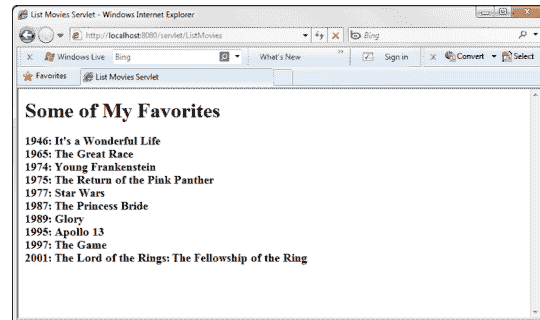 List Movies Servlet - Windows Internet Explorer
http://localhost:8080/servlet/ListMovies
Bing
x Windows Live Bing What's New » Sign in x Convert Select
Favorites List Movies Servlet
Some of My Favorites
1946: It's a Wonderful Life
1965: The Great Race
1974: Young Frankenstein
1975: The Return of the Pink Panther
1977: Star Wars
1987: The Princess Bride
1989: Glory
1995: Apollo 13
1997: The Game
2001: The Lord of the Rings: The Fellowship of the Ring